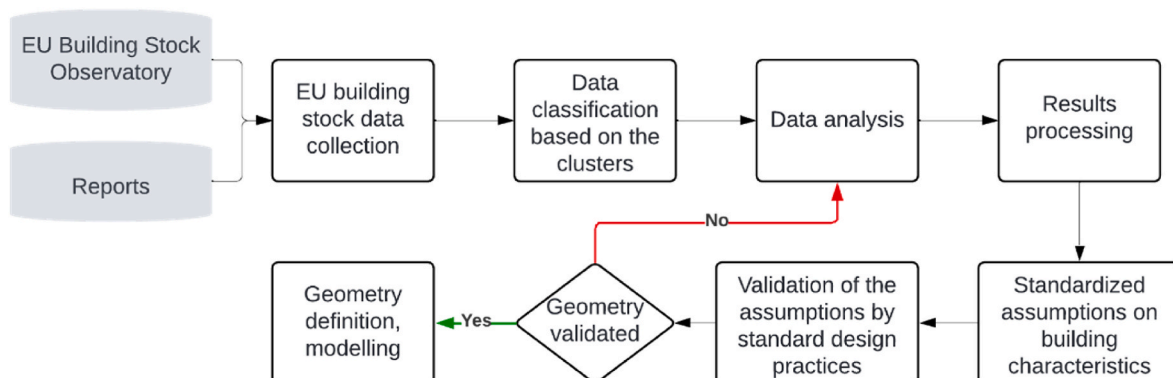 EU Building Stock
Observatory
Reports
EU building
stock data
collection
Data
classification
based on the
clusters
Data analysis
Results
processing
No
Geometry
definition,
modelling
Yes
Geometry
validated
Validation of the
assumptions by
standard design
practices
Standardized
assumptions on
building
characteristics